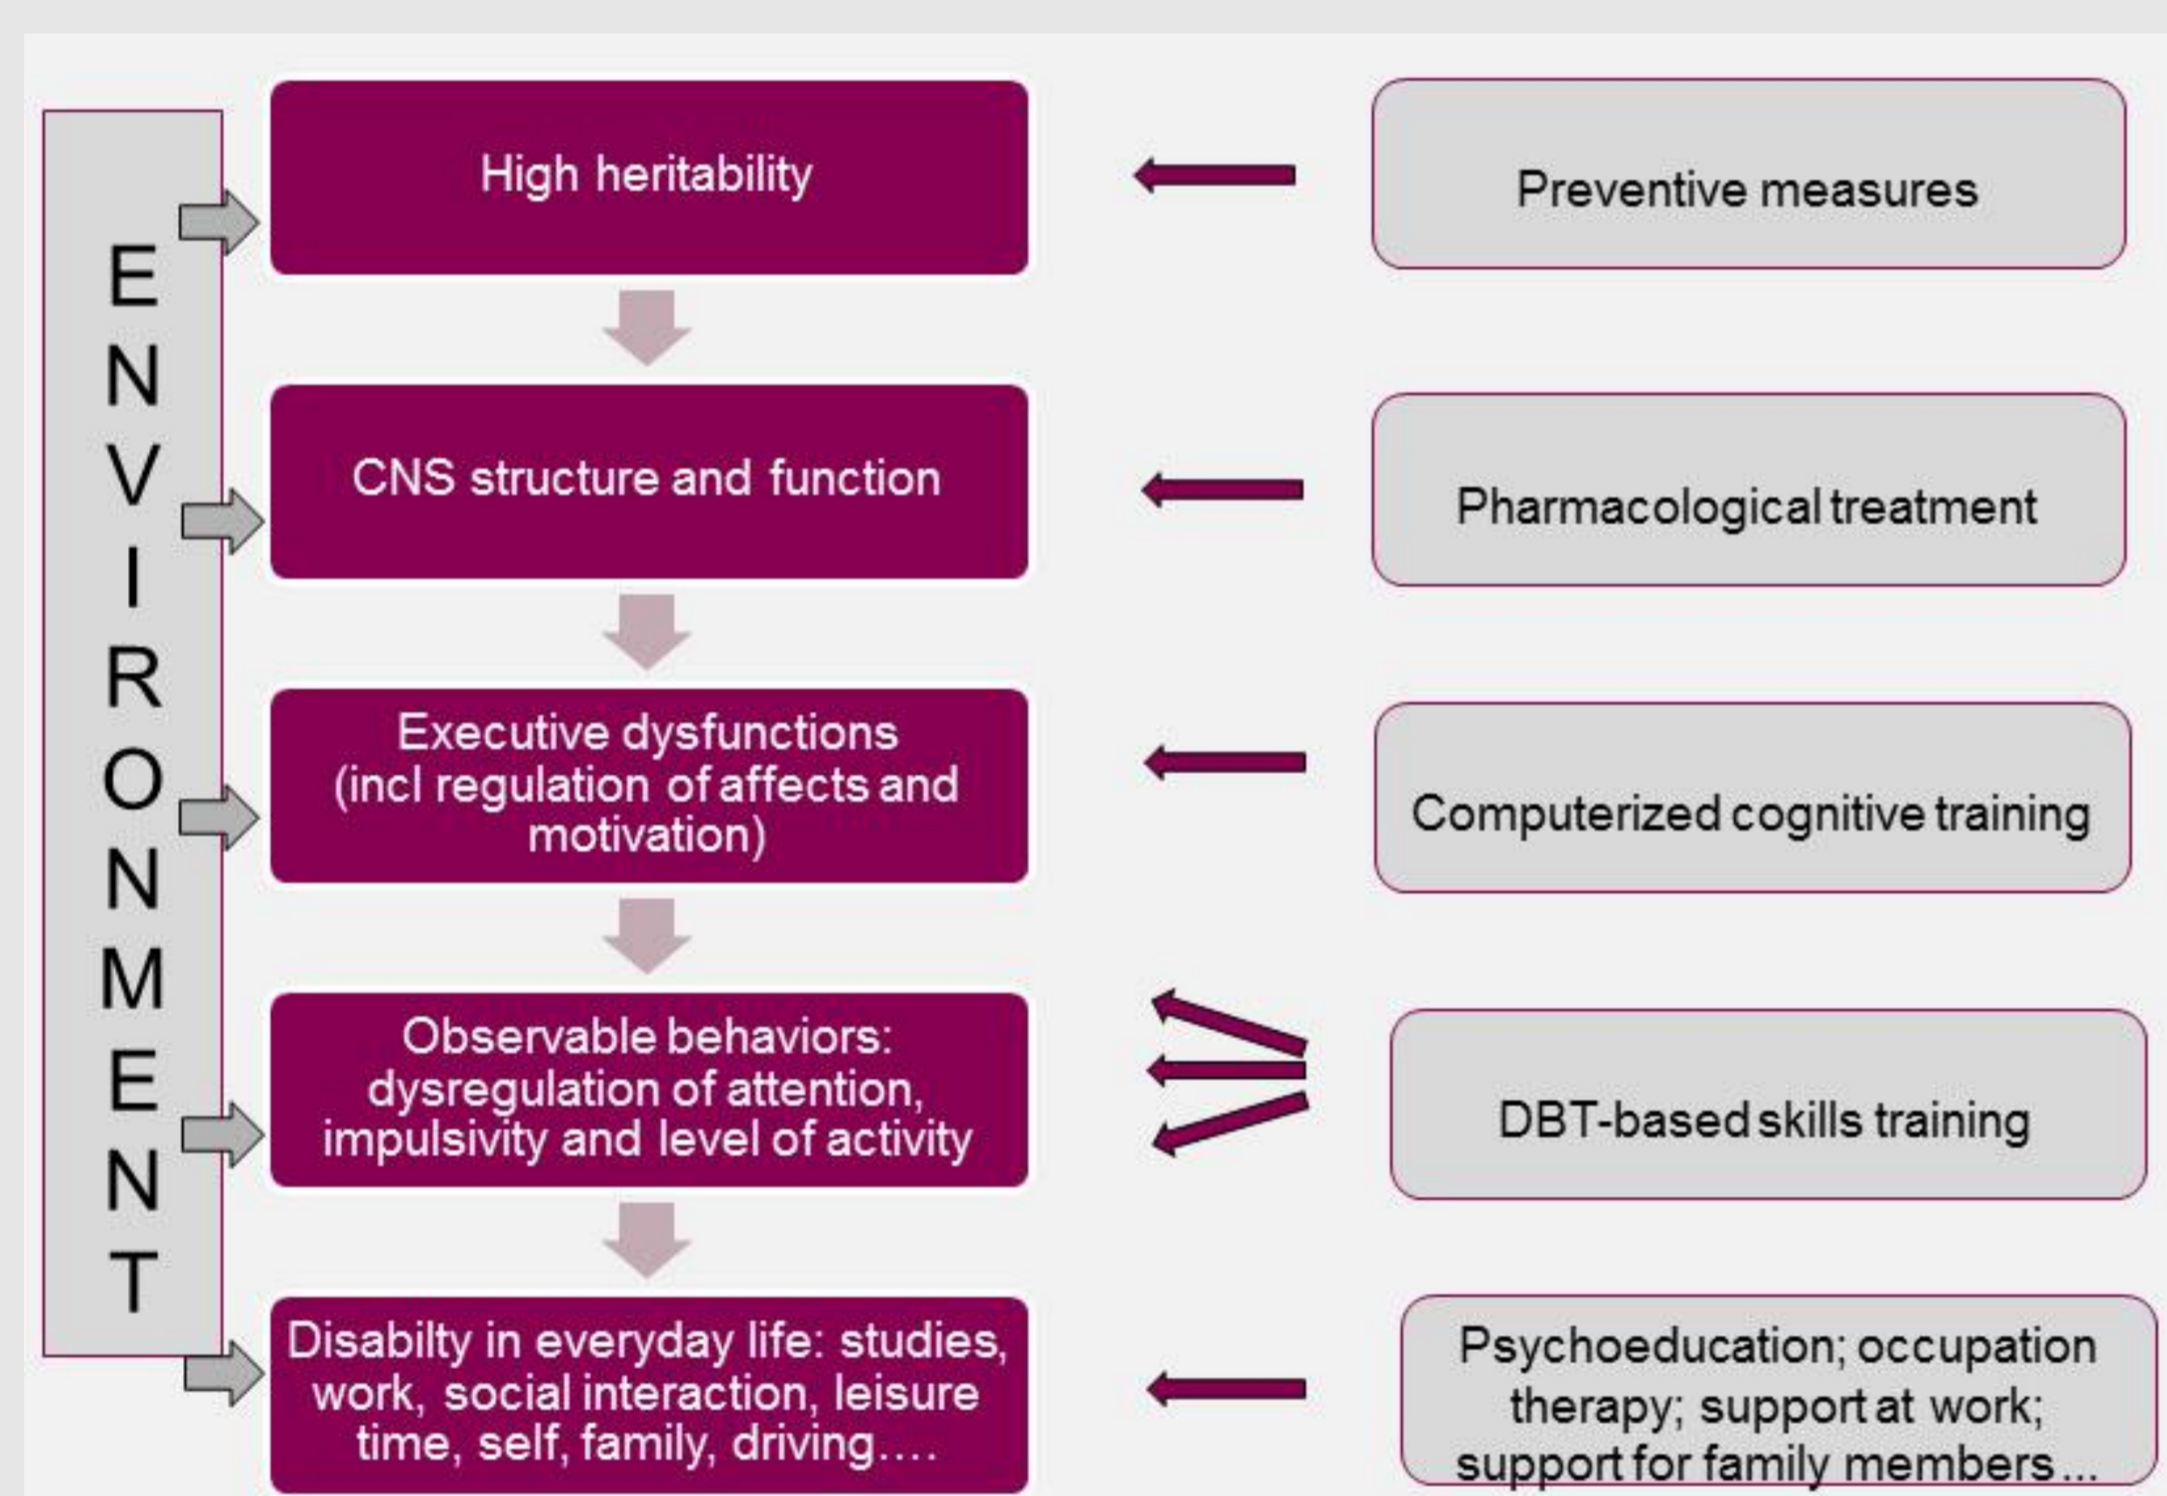 ENVIRONMENT
High heritability
Preventive measures
CNS structure and function
Pharmacological treatment
Executive dysfunctions
(incl regulation of affects and
motivation)
Computerized cognitive training
Observable behaviors:
dysregulation of attention,
impulsivity and level of activity
DBT-based skills training
Disabilty in everyday life: studies,
work, social interaction, leisure
time, self, family, driving....
Psychoeducation; occupation
therapy; support at work;
support for family members...